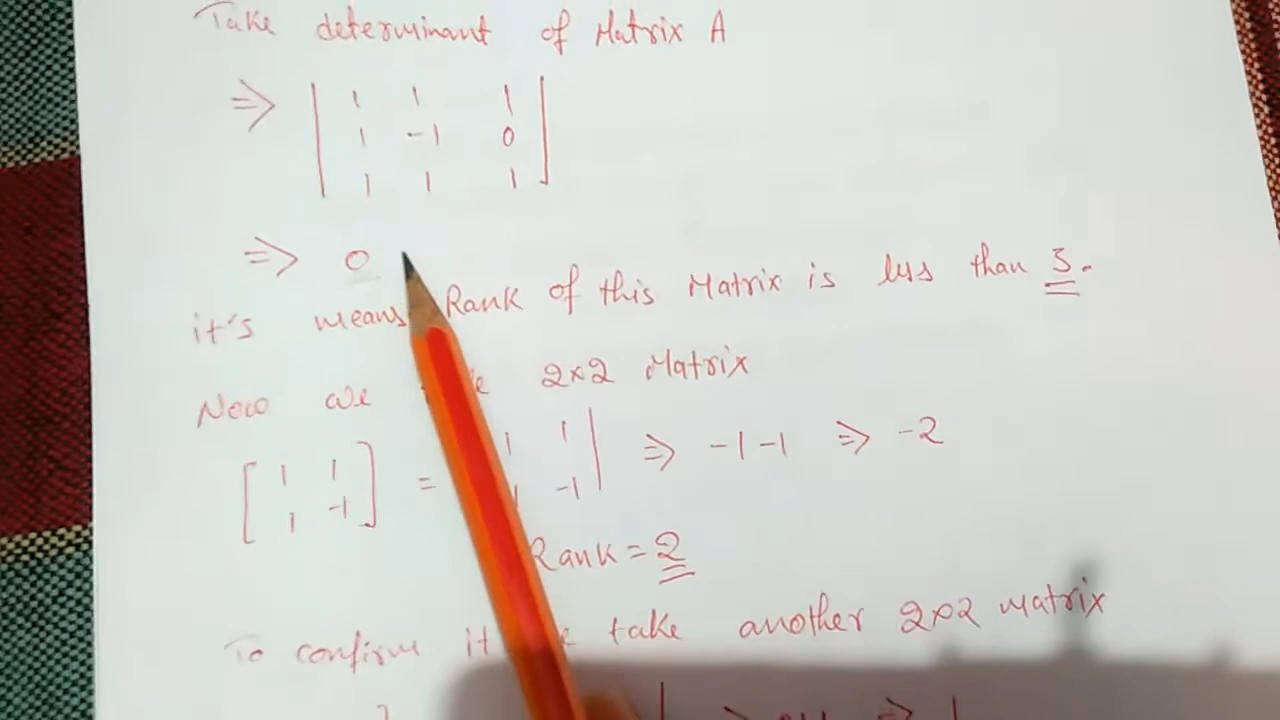 Take determinant of Matrix A
⇒ | 1 1 1 |
| 1 -1 0 |
| 1 1 1 |
⇒ 0
it's means Rank of this Matrix is less than 3.
Now we 2×2 Matrix
[ 1 1 ] = 1 1 | ⇒ -1-1 ⇒ -2
[ 1 -1 ] 1 -1 |
Rank = 2
To confirm it take another 2×2 matrix